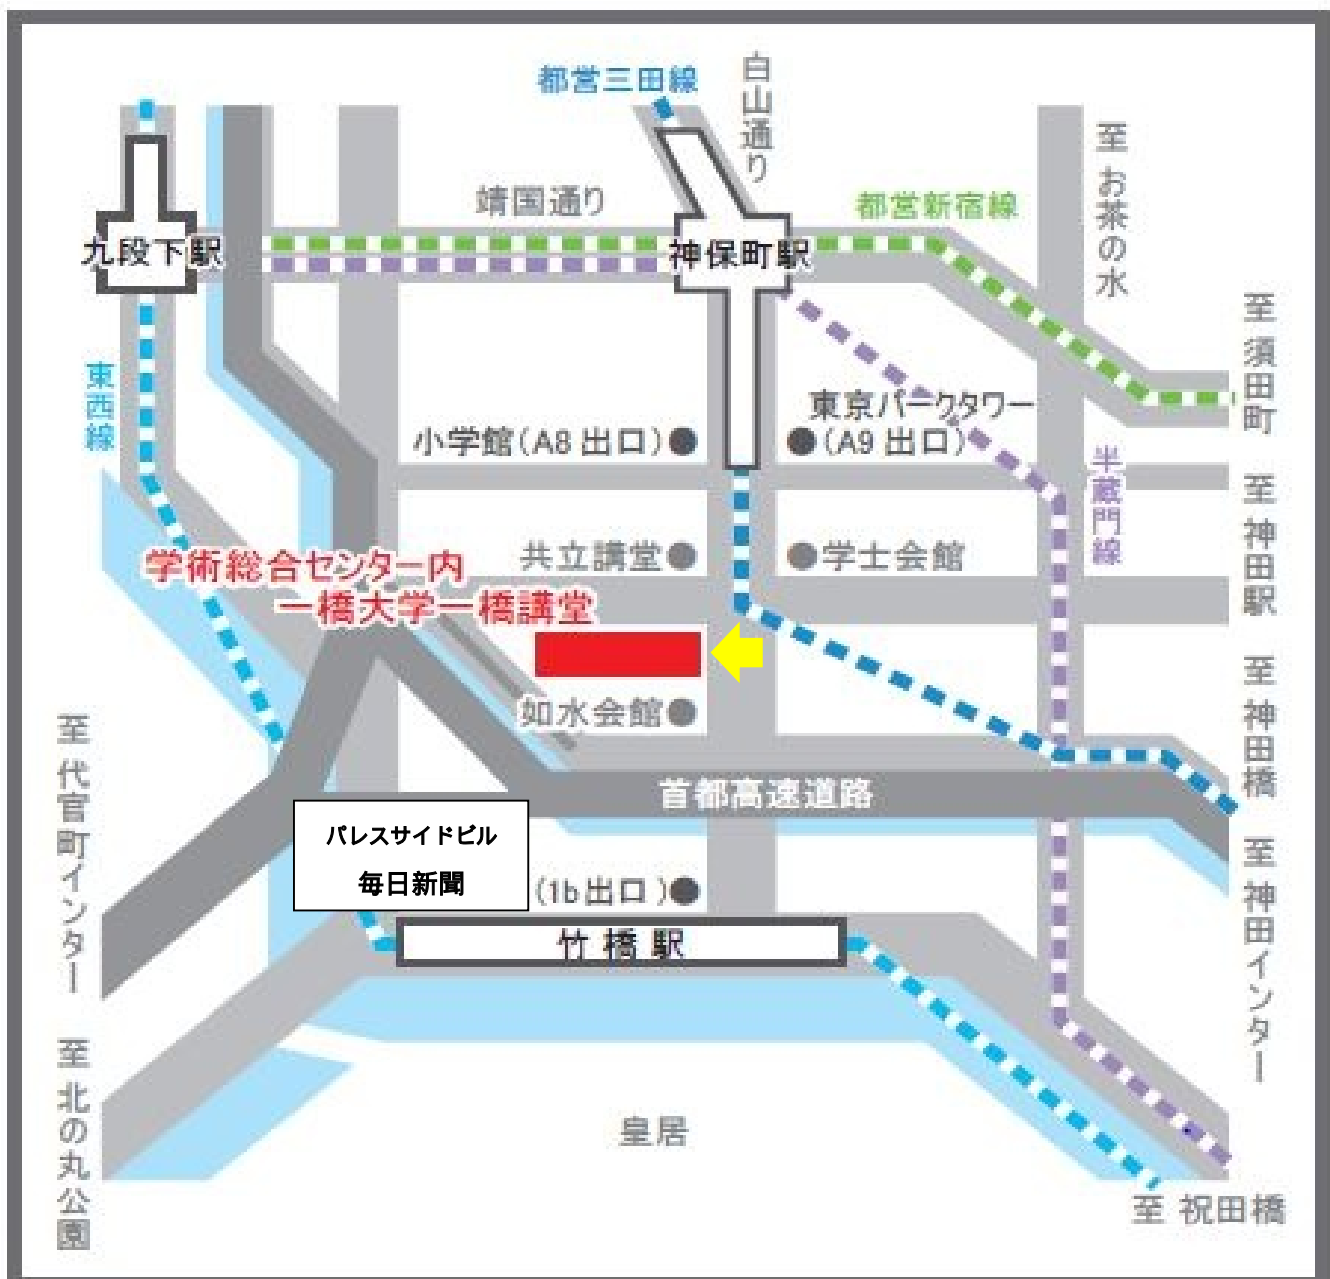 都営三田線
白山通り
至 お茶の水
靖国通り
都営新宿線
九段下駅
神保町駅
至 須田町
東西線
東京パークタワー
小学館(A8 出口)●
●(A9 出口)
半蔵門線
至 神田駅
学術総合センター内
一橋大学一橋講堂
共立講堂●
●学士会館
至 神田橋
如水会館●
至 代官町インター
首都高速道路
パレスサイドビル
毎日新聞
(1b出口 )●
至 神田インター
竹 橋 駅
至 北の丸公園
皇居
至 祝田橋